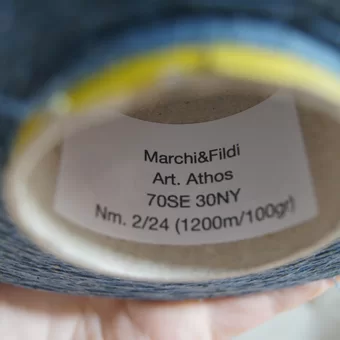 Marchi&Fildi
Art. Athos
70SE 30NY
Nm. 2/24 (1200m/100gr)